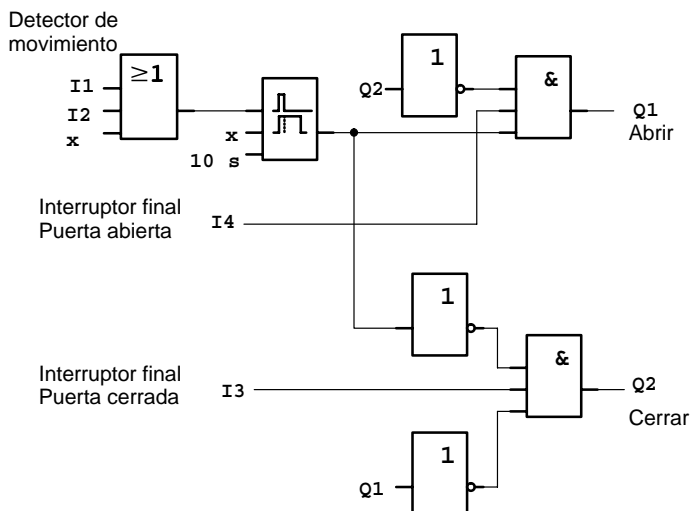 Detector de
movimiento
I1
I2
x
≥1
x
10 s
Q2
1
&
Q1
Abrir
Interruptor final
Puerta abierta
I4
1
&
Interruptor final
Puerta cerrada
I3
Q2
Cerrar
1
Q1